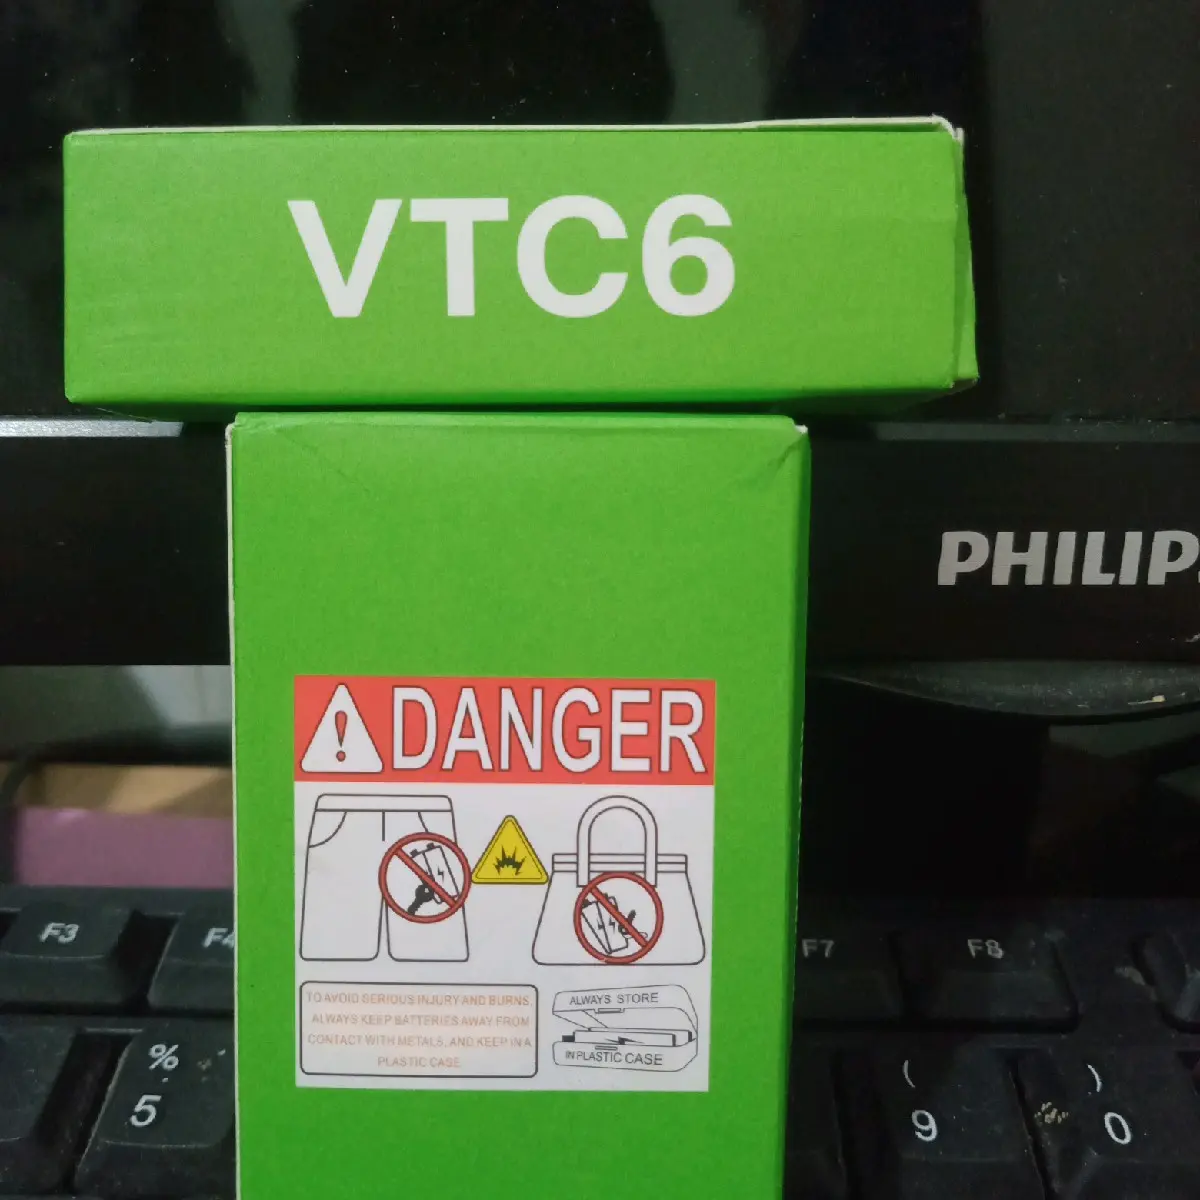 VTC6
PHILIP
DANGER
TO AVOID SERIOUS INJURY AND BURNS,
ALWAYS KEEP BATTERIES AWAY FROM
CONTACT WITH METALS, AND KEEP IN A
PLASTIC CASE
ALWAYS STORE
IN PLASTIC CASE
F3
F4
F7
F8
%
5
(
9
)
0